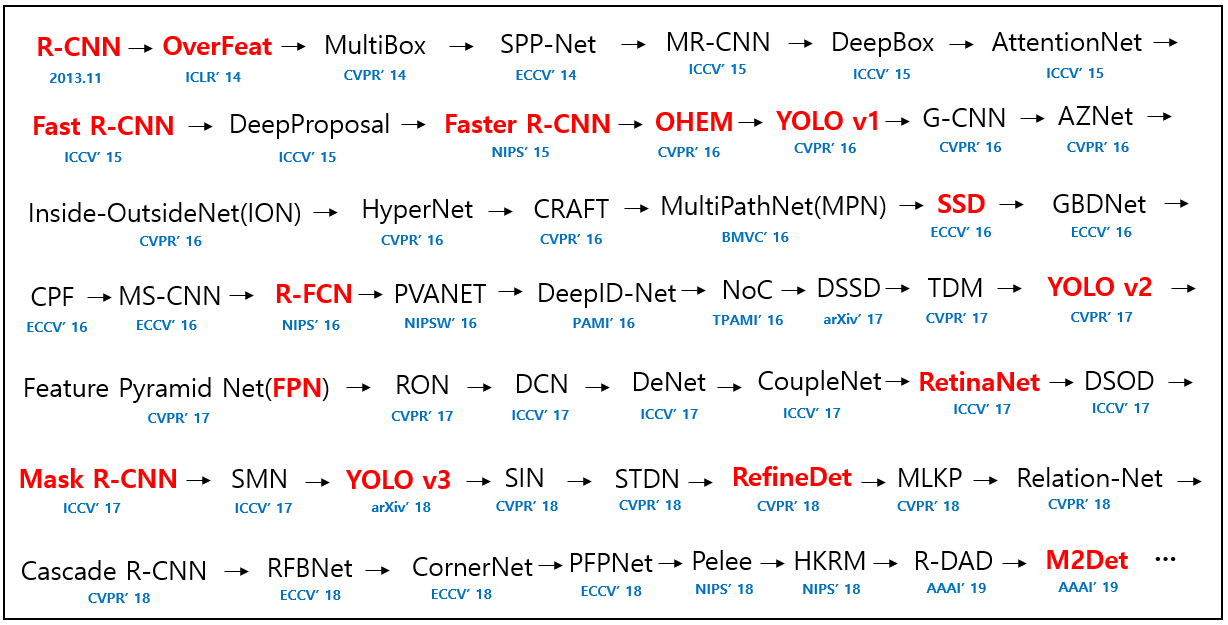 R-CNN → OverFeat → MultiBox → SPP-Net → MR-CNN → DeepBox → AttentionNet →
2013.11 ICLR’ 14 CVPR’ 14 ECCV’ 14 ICCV’ 15 ICCV’ 15 ICCV’ 15
Fast R-CNN → DeepProposal → Faster R-CNN → OHEM → YOLO v1 → G-CNN → AZNet →
ICCV’ 15 ICCV’ 15 NIPS’ 15 CVPR’ 16 CVPR’ 16 CVPR’ 16 CVPR’ 16
Inside-OutsideNet(ION) → HyperNet → CRAFT → MultiPathNet(MPN) → SSD → GBDNet →
CVPR’ 16 CVPR’ 16 CVPR’ 16 BMVC’ 16 ECCV’ 16 ECCV’ 16
CPF → MS-CNN → R-FCN → PVANET → DeepID-Net → NoC → DSSD → TDM → YOLO v2 →
ECCV’ 16 ECCV’ 16 NIPS’ 16 NIPSW’ 16 PAMI’ 16 TPAMI’ 16 arXiv’ 17 CVPR’ 17 CVPR’ 17
Feature Pyramid Net(FPN) → RON → DCN → DeNet → CoupleNet → RetinaNet → DSOD →
CVPR’ 17 CVPR’ 17 ICCV’ 17 ICCV’ 17 ICCV’ 17 ICCV’ 17 ICCV’ 17
Mask R-CNN → SMN → YOLO v3 → SIN → STDN → RefineDet → MLKP → Relation-Net →
ICCV’ 17 ICCV’ 17 arXiv’ 18 CVPR’ 18 CVPR’ 18 CVPR’ 18 CVPR’ 18 CVPR’ 18
Cascade R-CNN → RFBNet → CornerNet → PFPNet → Pelee → HKRM → R-DAD → M2Det ···
CVPR’ 18 ECCV’ 18 ECCV’ 18 ECCV’ 18 NIPS’ 18 NIPS’ 18 AAAI’ 19 AAAI’ 19